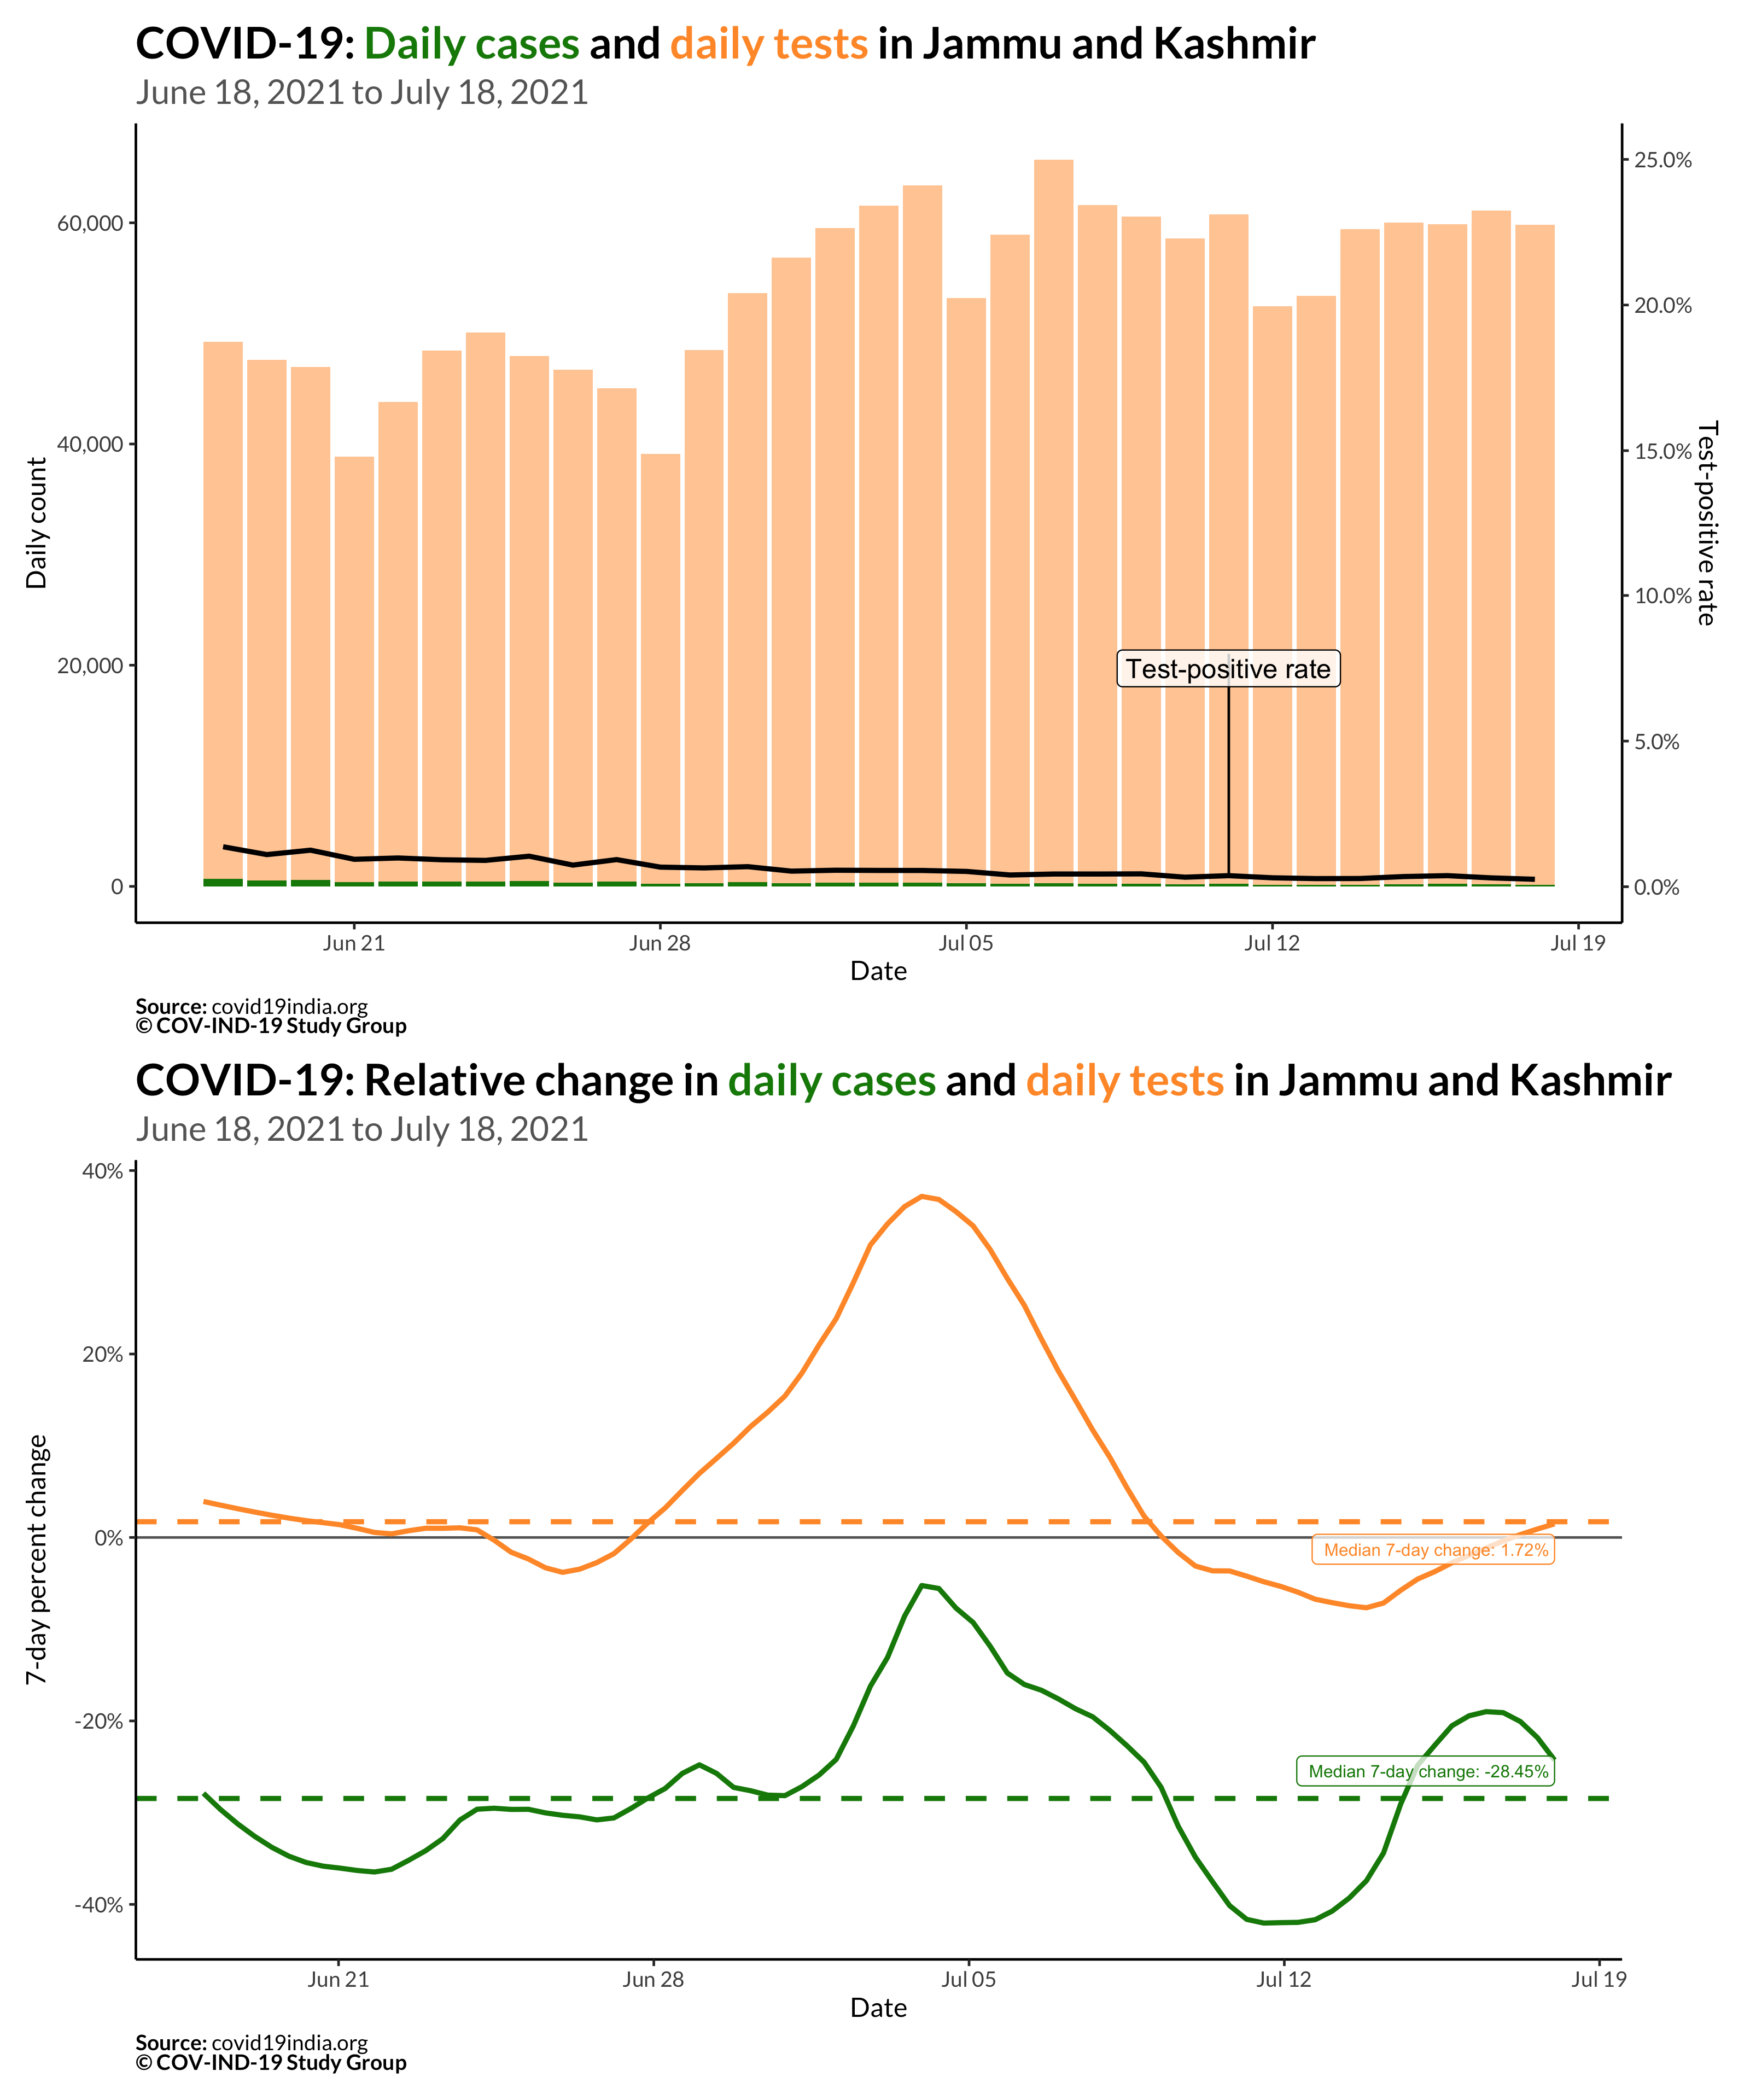 COVID-19: Daily cases and daily tests in Jammu and Kashmir
June 18, 2021 to July 18, 2021
60,000
40,000
20,000
0
Daily count
25.0%
20.0%
15.0%
10.0%
5.0%
0.0%
Test-positive rate
Test-positive rate
Jun 21
Jun 28
Jul 05
Jul 12
Jul 19
Date
Source: covid19india.org
© COV-IND-19 Study Group
COVID-19: Relative change in daily cases and daily tests in Jammu and Kashmir
June 18, 2021 to July 18, 2021
40%
20%
0%
-20%
-40%
7-day percent change
Median 7-day change: 1.72%
Median 7-day change: -28.45%
Jun 21
Jun 28
Jul 05
Jul 12
Jul 19
Date
Source: covid19india.org
© COV-IND-19 Study Group